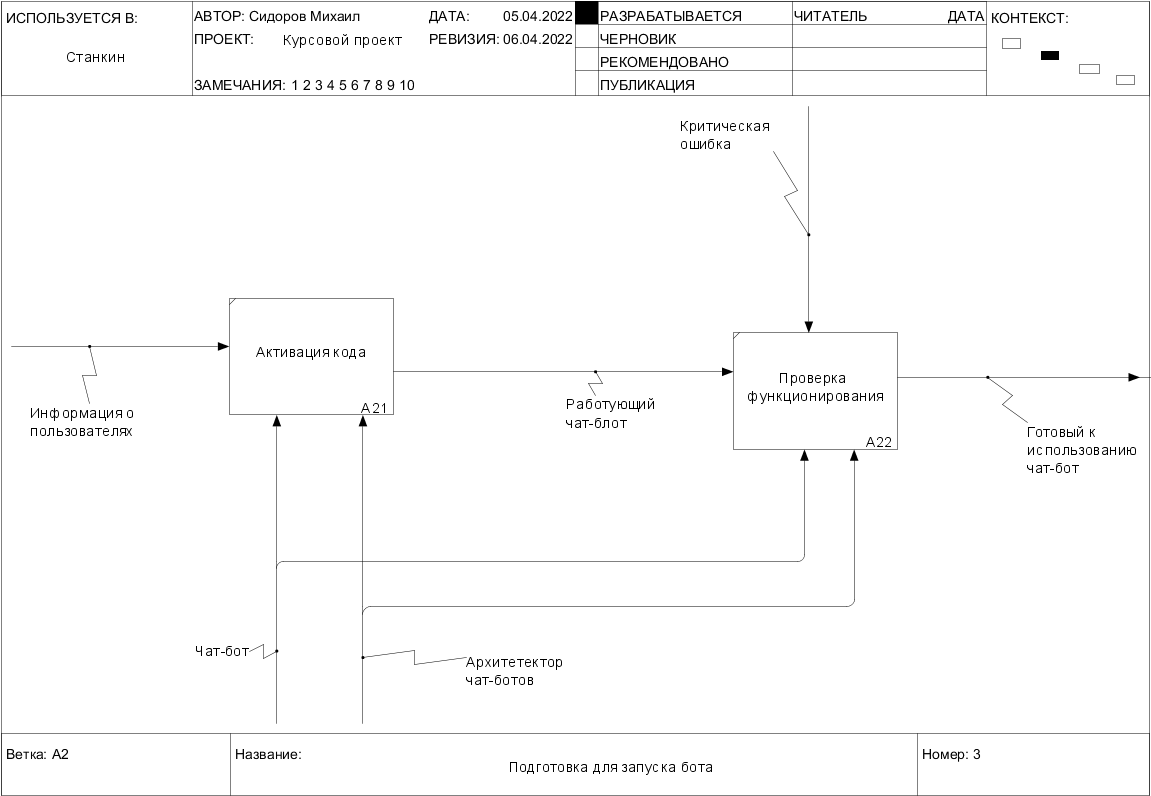 ИСПОЛЬЗУЕТСЯ В:
Станкин
АВТОР: Сидоров Михаил
ДАТА: 05.04.2022
ПРОЕКТ: Курсовой проект
РЕВИЗИЯ: 06.04.2022
ЗАМЕЧАНИЯ: 1 2 3 4 5 6 7 8 9 10
РАЗРАБАТЫВАЕТСЯ
ЧЕРНОВИК
РЕКОМЕНДОВАНО
ПУБЛИКАЦИЯ
ЧИТАТЕЛЬ ДАТА
КОНТЕКСТ:
Критическая
ошибка
Активация кода
A21
Информация о
пользователях
Работующий
чат-блот
Проверка
функционирования
A22
Готовый к
использованию
чат-бот
Чат-бот
Архитетектор
чат-ботов
Ветка: A2
Название:
Подготовка для запуска бота
Номер: 3